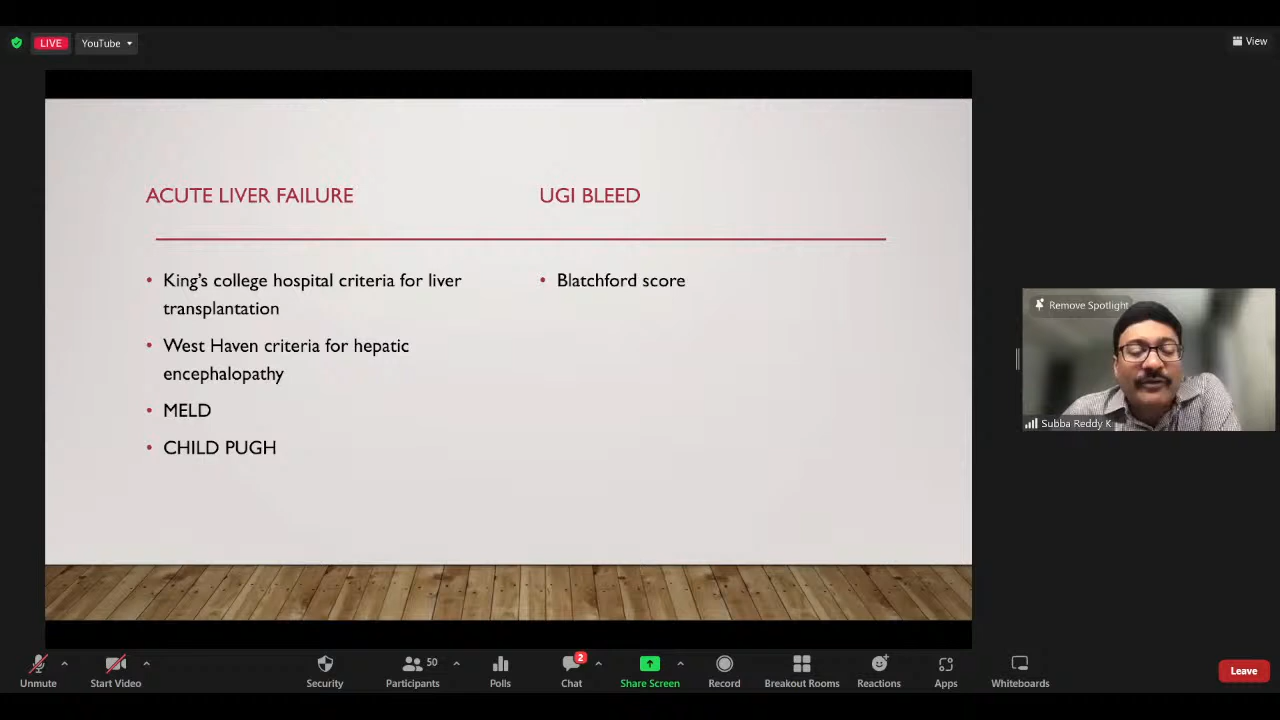 LIVE
YouTube
View
ACUTE LIVER FAILURE
UGI BLEED
• King's college hospital criteria for liver
transplantation
• West Haven criteria for hepatic
encephalopathy
• MELD
• CHILD PUGH
• Blatchford score
Remove Spotlight
Subba Reddy K
Unmute
Start Video
Security
50
Participants
Polls
2
Chat
Share Screen
Record
Breakout Rooms
Reactions
Apps
Whiteboards
Leave